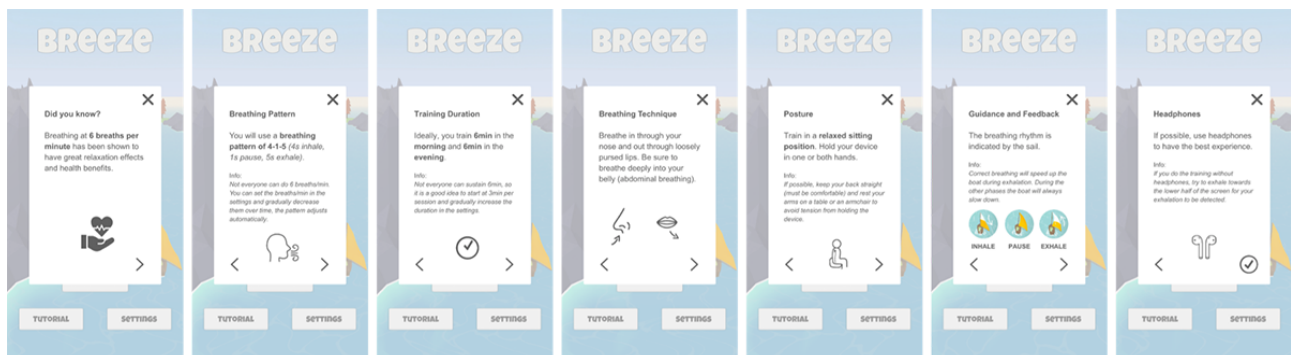 BREEZE
Did you know?
Breathing at 6 breaths per
minute has been shown to
have great relaxation effects
and health benefits.
TUTORIAL
SETTINGS
BREEZE
Breathing Pattern
You will use a breathing
pattern of 4-1-5 (4s inhale,
1s pause, 5s exhale).
Info:
Not everyone can do 6 breaths/min.
You can set the breaths/min in the
settings and gradually decrease
them over time, the pattern adjusts
automatically.
TUTORIAL
SETTINGS
BREEZE
Training Duration
Ideally, you train 6min in the
morning and 6min in the
evening.
Info:
Not everyone can sustain 6min, so
it is a good idea to start at 3min per
session and gradually increase the
duration in the settings.
TUTORIAL
SETTINGS
BREEZE
Breathing Technique
Breathe in through your
nose and out through loosely
pursed lips. Be sure to
breathe deeply into your
belly (abdominal breathing).
TUTORIAL
SETTINGS
BREEZE
Posture
Train in a relaxed sitting
position. Hold your device
in one or both hands.
Info:
If possible, keep your back straight
(must be comfortable) and rest your
arms on a table or an armchair to
avoid tension from holding the
device.
TUTORIAL
SETTINGS
BREEZE
Guidance and Feedback
The breathing rhythm is
indicated by the sail.
Info:
Correct breathing will speed up the
boat during exhalation. During the
other phases the boat will always
slow down.
INHALE
PAUSE
EXHALE
TUTORIAL
SETTINGS
BREEZE
Headphones
If possible, use headphones
to have the best experience.
Info:
If you do the training without
headphones, try to exhale towards
the lower half of the screen for your
exhalation to be detected.
TUTORIAL
SETTINGS